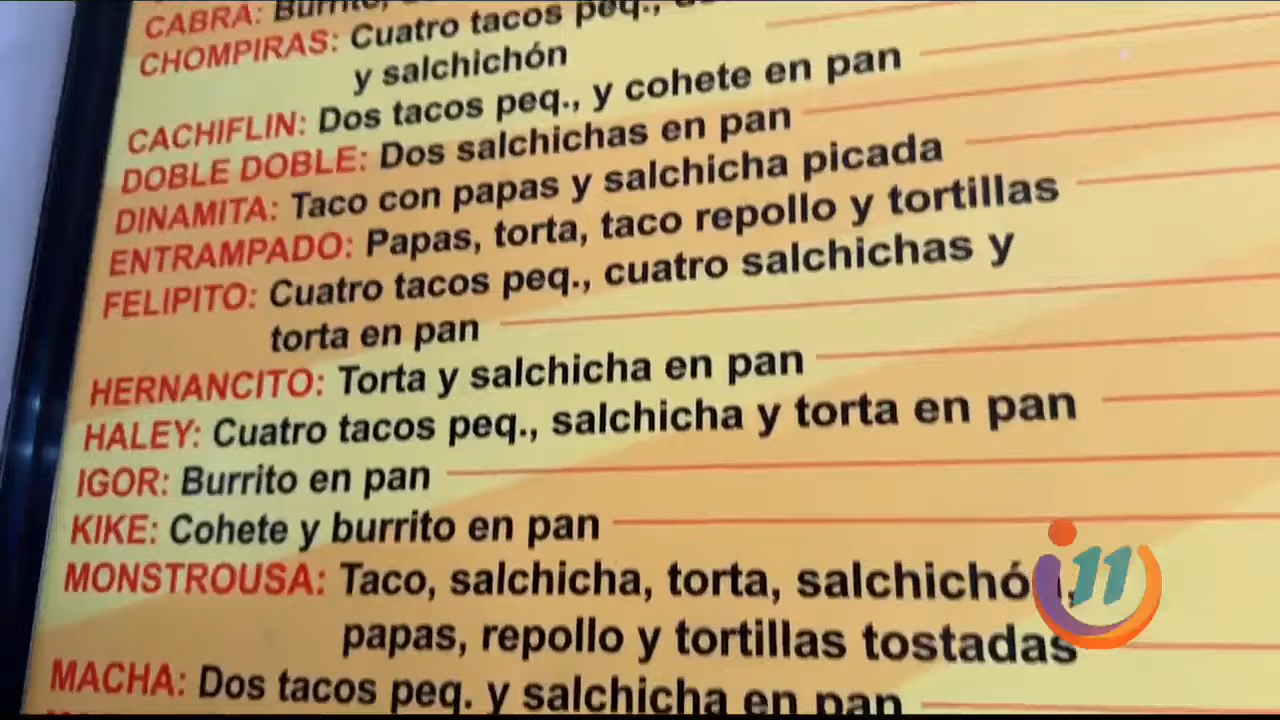 CABRA: Burrito,
CHOMPIRAS: Cuatro tacos peq.,
y salchichón
CACHIFLIN: Dos tacos peq., y cohete en pan
DOBLE DOBLE: Dos salchichas en pan
DINAMITA: Taco con papas y salchicha picada
ENTRAMPADO: Papas, torta, taco repollo y tortillas
FELIPITO: Cuatro tacos peq., cuatro salchichas y
torta en pan
HERNANCITO: Torta y salchicha en pan
HALEY: Cuatro tacos peq., salchicha y torta en pan
IGOR: Burrito en pan
KIKE: Cohete y burrito en pan
MONSTROUSA: Taco, salchicha, torta, salchichón,
papas, repollo y tortillas tostadas
MACHA: Dos tacos peq. y salchicha en pan
11